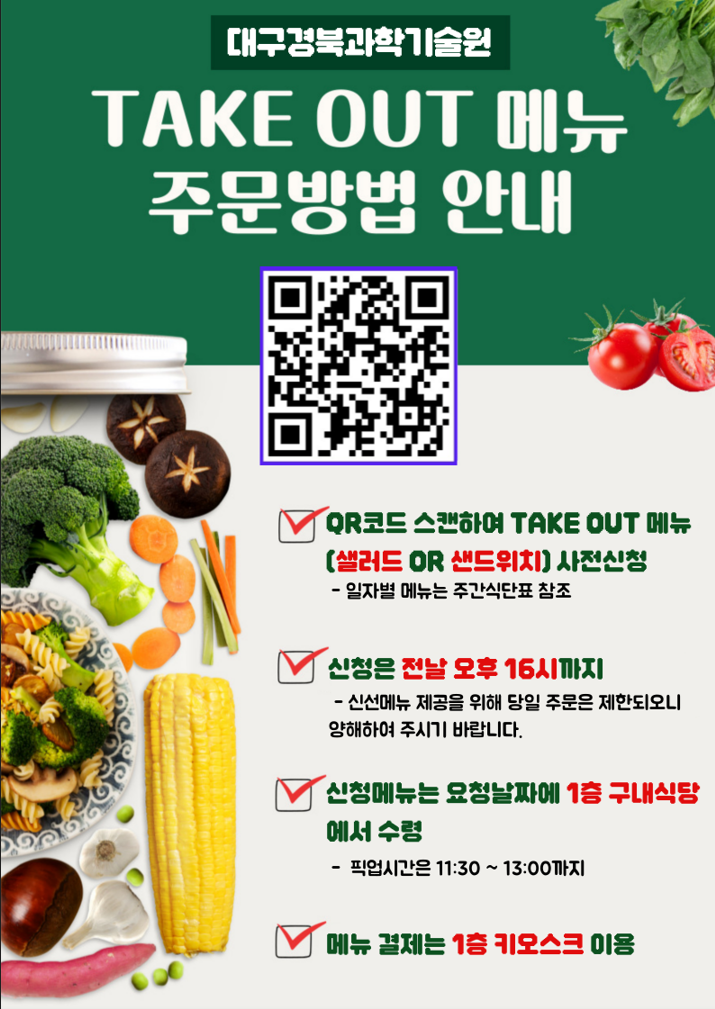 대구경북과학기술원
TAKE OUT 메뉴
주문방법 안내
QR코드 스캔하여 TAKE OUT 메뉴
(샐러드 OR 샌드위치) 사전신청
- 일자별 메뉴는 주간식단표 참조
신청은 전날 오후 16시까지
- 신선메뉴 제공을 위해 당일 주문은 제한되오니
양해하여 주시기 바랍니다.
신청메뉴는 요청날짜에 1층 구내식당
에서 수령
- 픽업시간은 11:30 ~ 13:00까지
메뉴 결제는 1층 키오스크 이용